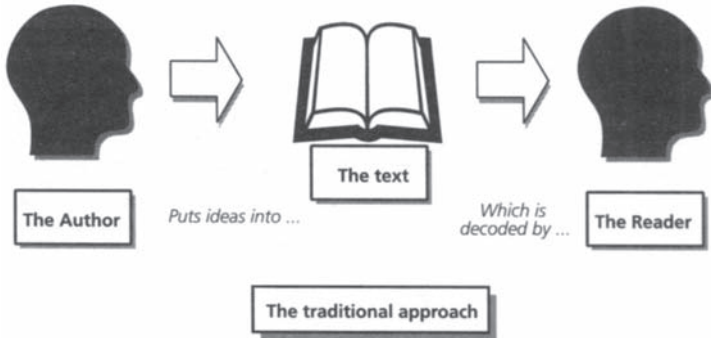 The text
The Author
Puts ideas into ...
Which is
decoded by ...
The Reader
The traditional approach